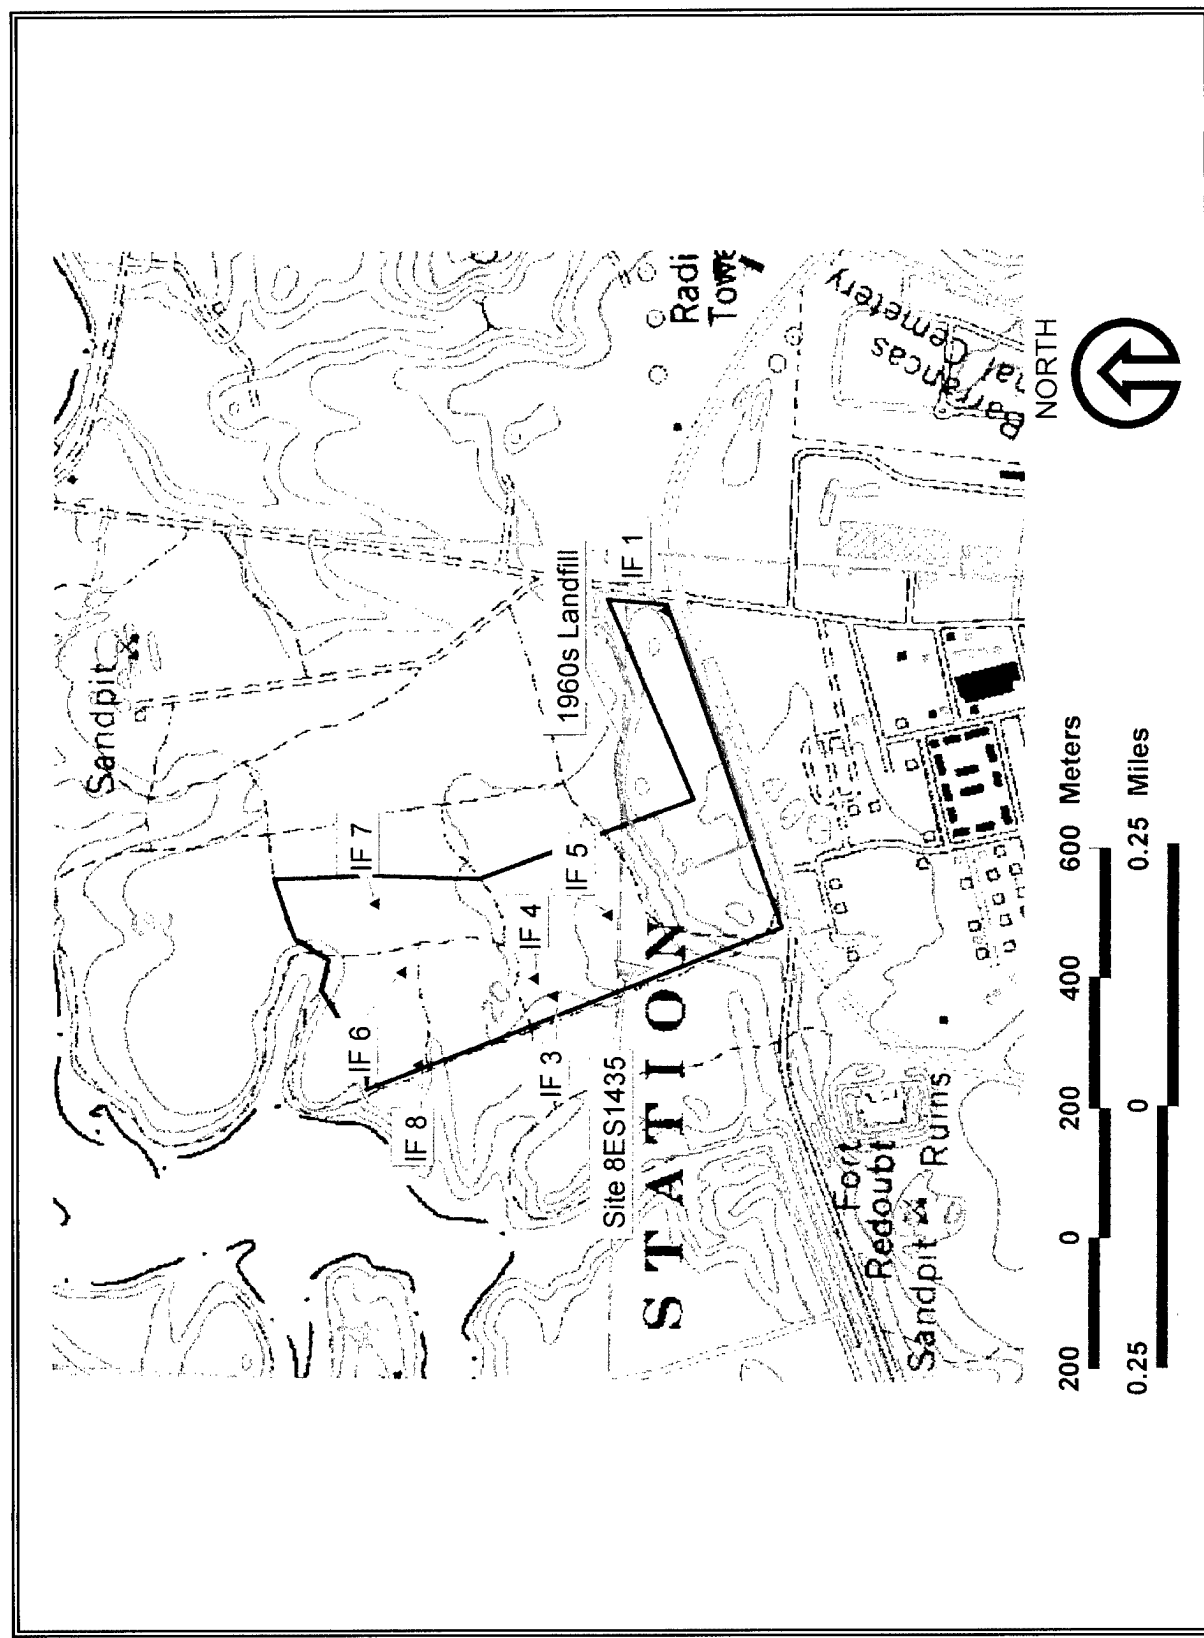 Sandpit
IF 7
IF 6
IF 8
IF 4
IF 3
IF 5
1960s Landfill
IF 1
Site 8ES1435
STATION
Radi
Towe
Barrancas
nal Cemetery
Fort
Redoubt
Sandpit
Ruins
NORTH
200 0 200 400 600 Meters
0.25 0 0.25 Miles